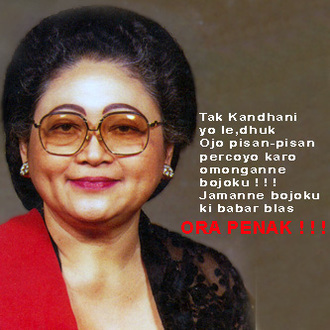 Tak Kandhani
yo le,dhuk
Ojo pisan-pisan
percoyo karo
omonganne
bojoku ! ! !
Jamanne bojoku
ki babar blas
ORA PENAK ! ! !